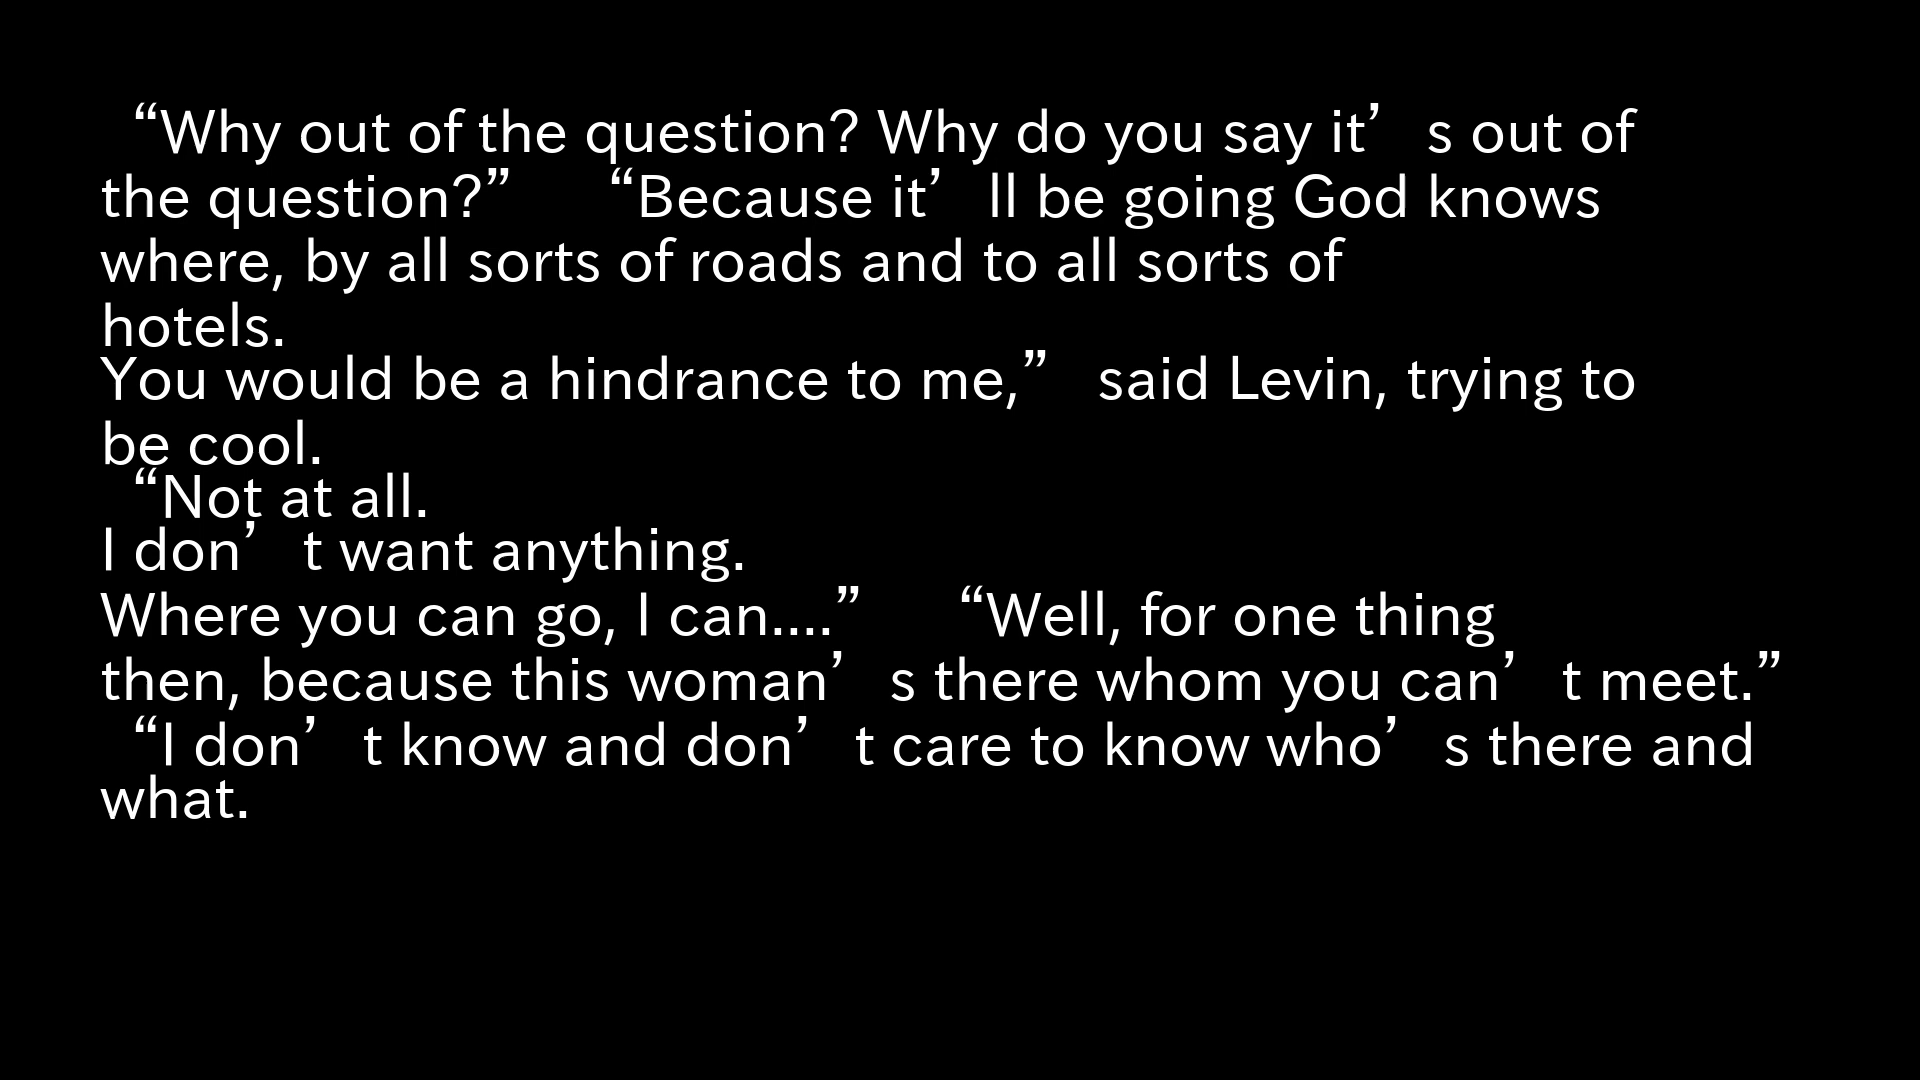 “Why out of the question? Why do you say it’s out of
the question?” “Because it’ll be going God knows
where, by all sorts of roads and to all sorts of
hotels.
You would be a hindrance to me,” said Levin, trying to
be cool.
“Not at all.
I don’t want anything.
Where you can go, I can....” “Well, for one thing
then, because this woman’s there whom you can’t meet.”
“I don’t know and don’t care to know who’s there and
what.